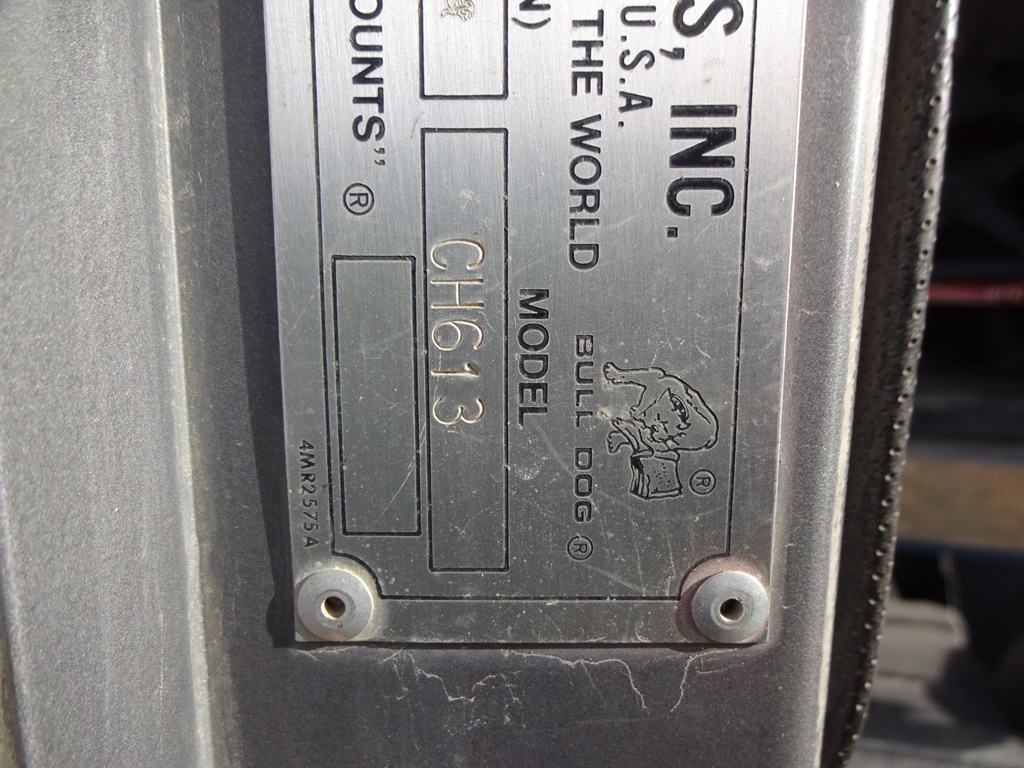 S, INC.
U.S.A.
THE WORLD
BULL DOG ®
®
N)
MODEL
CH613
OUNTS" ®
4MR2575A